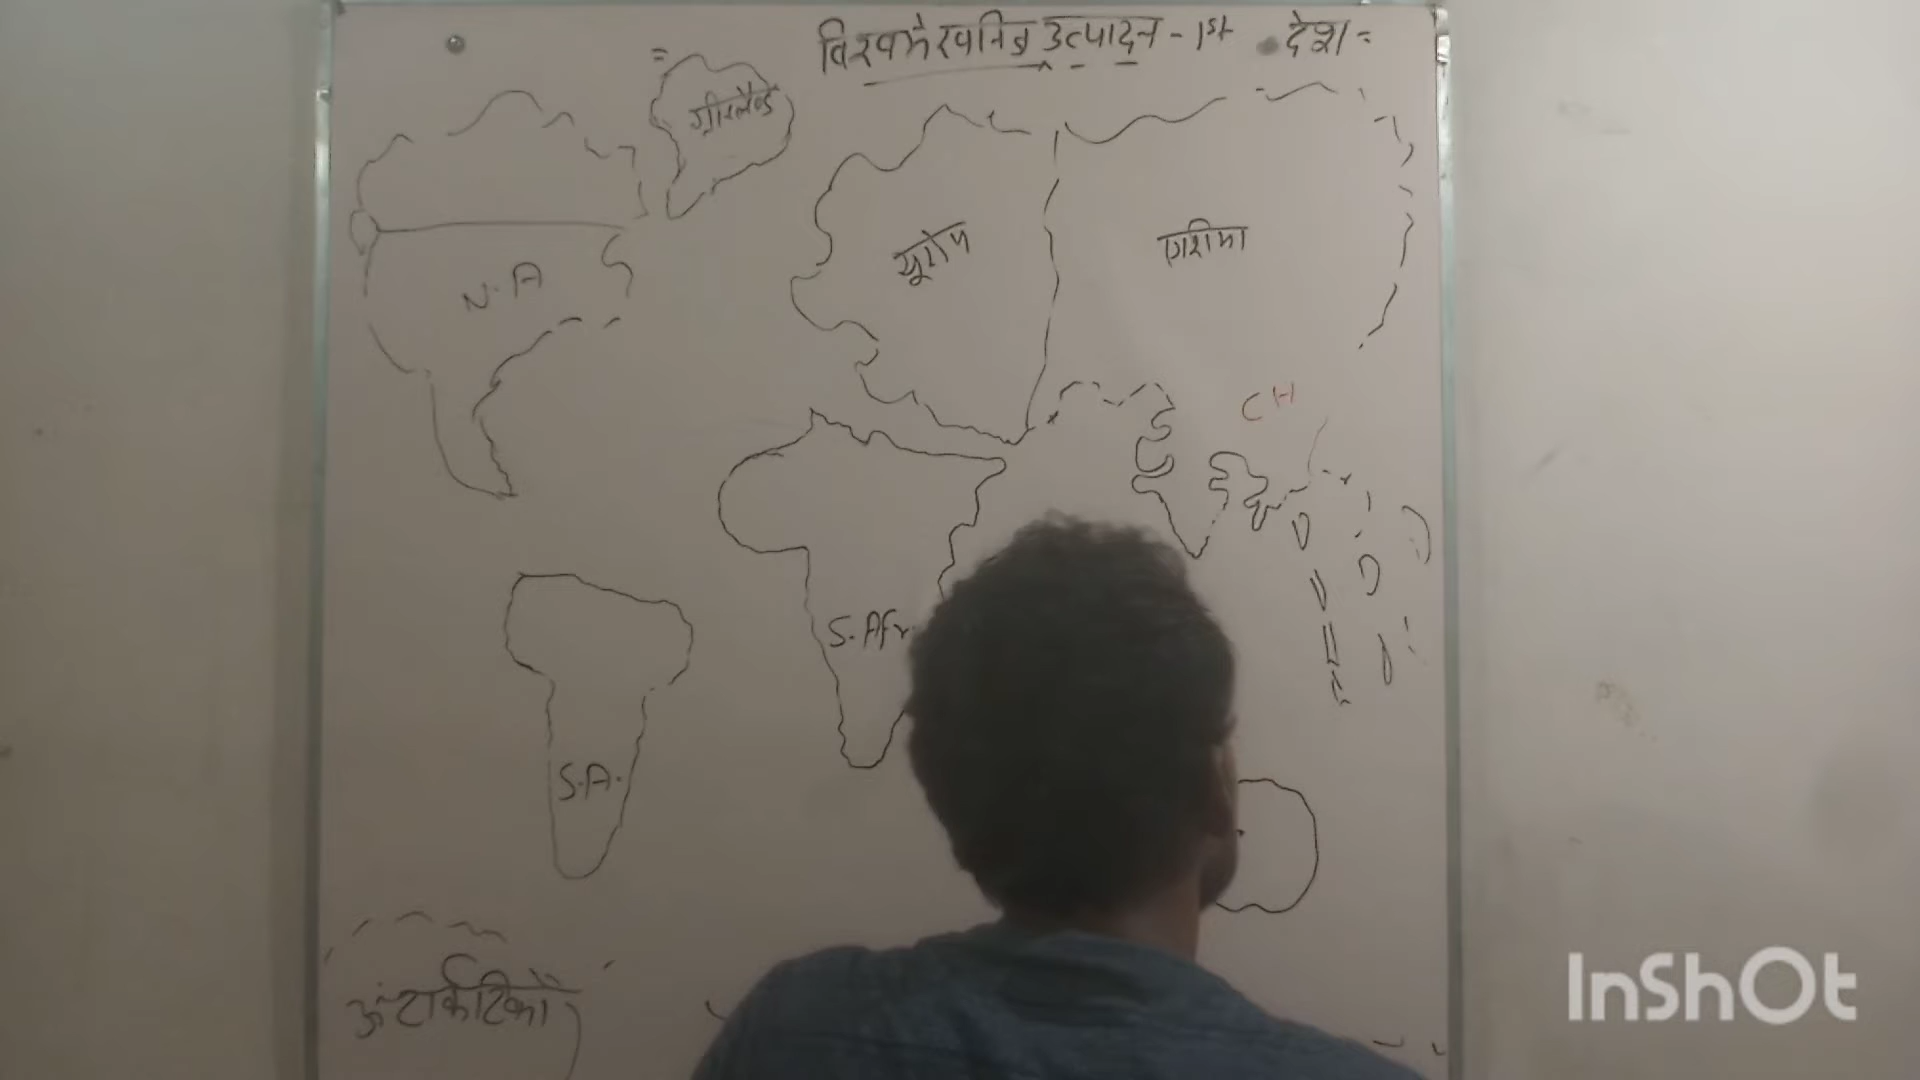 विश्व मे खनिज उत्पादन - 1st देश =
=
ग्रीनलैण्ड
यूरोप
एशिया
N.A
CH
S.Afr
S.A.
अंटार्कटिका
InShOt